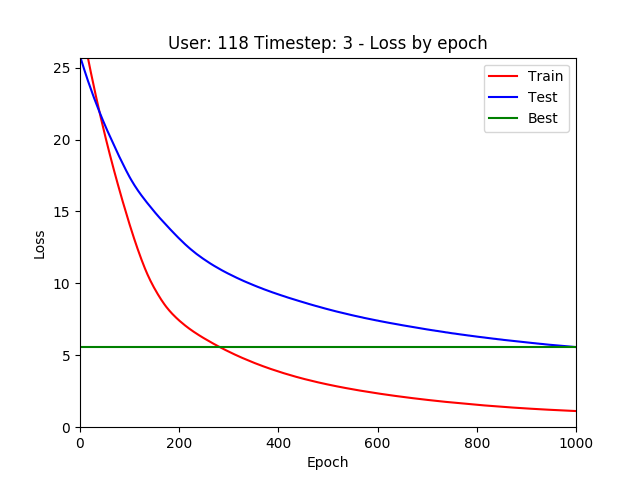 User: 118 Timestep: 3 - Loss by epoch
Loss
25
20
15
10
5
0
Train
Test
Best
0 200 400 600 800 1000
Epoch